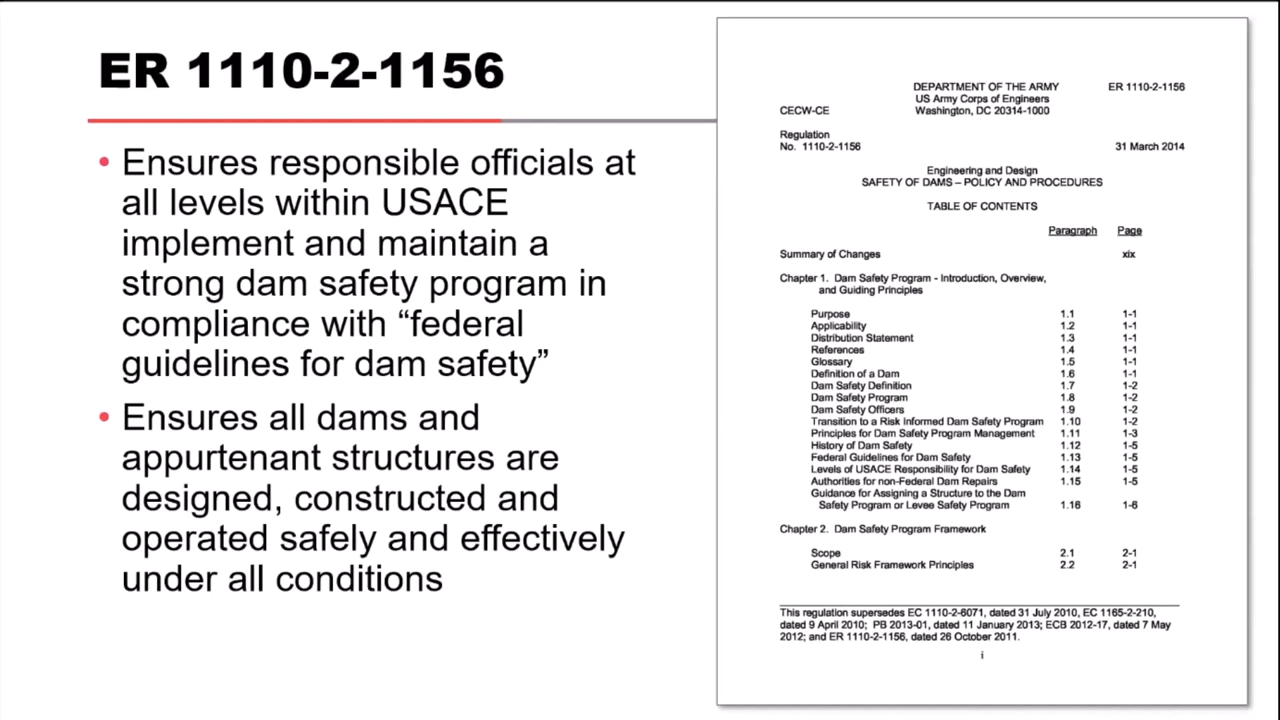 ER 1110-2-1156
• Ensures responsible officials at
all levels within USACE
implement and maintain a
strong dam safety program in
compliance with “federal
guidelines for dam safety”
• Ensures all dams and
appurtenant structures are
designed, constructed and
operated safely and effectively
under all conditions
DEPARTMENT OF THE ARMY ER 1110-2-1156
US Army Corps of Engineers
CECW-CE Washington, DC 20314-1000
Regulation
No. 1110-2-1156 31 March 2014
Engineering and Design
SAFETY OF DAMS – POLICY AND PROCEDURES
TABLE OF CONTENTS
Paragraph Page
Summary of Changes xix
Chapter 1. Dam Safety Program - Introduction, Overview,
and Guiding Principles
Purpose 1.1 1-1
Applicability 1.2 1-1
Distribution Statement 1.3 1-1
References 1.4 1-1
Glossary 1.5 1-1
Definition of a Dam 1.6 1-1
Dam Safety Definition 1.7 1-2
Dam Safety Program 1.8 1-2
Dam Safety Officers 1.9 1-2
Transition to a Risk Informed Dam Safety Program 1.10 1-2
Principles for Dam Safety Program Management 1.11 1-3
History of Dam Safety 1.12 1-5
Federal Guidelines for Dam Safety 1.13 1-5
Levels of USACE Responsibility for Dam Safety 1.14 1-5
Authorities for non-Federal Dam Repairs 1.15 1-5
Guidance for Assigning a Structure to the Dam
Safety Program or Levee Safety Program 1.16 1-6
Chapter 2. Dam Safety Program Framework
Scope 2.1 2-1
General Risk Framework Principles 2.2 2-1
This regulation supersedes EC 1110-2-6071, dated 31 July 2010, EC 1165-2-210,
dated 9 April 2010; PB 2013-01, dated 11 January 2013; ECB 2012-17, dated 7 May
2012; and ER 1110-2-1156, dated 26 October 2011.
i